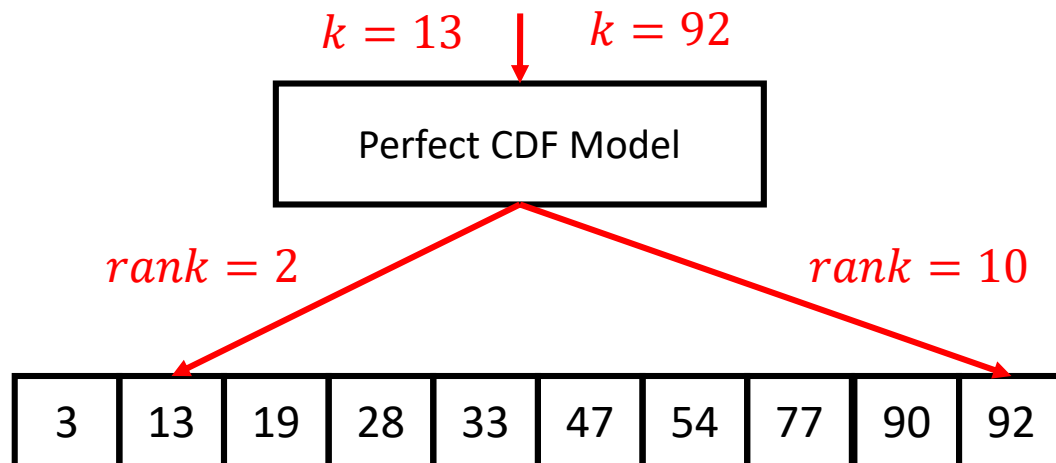 k = 13 k = 92
Perfect CDF Model
rank = 2 rank = 10
3 13 19 28 33 47 54 77 90 92